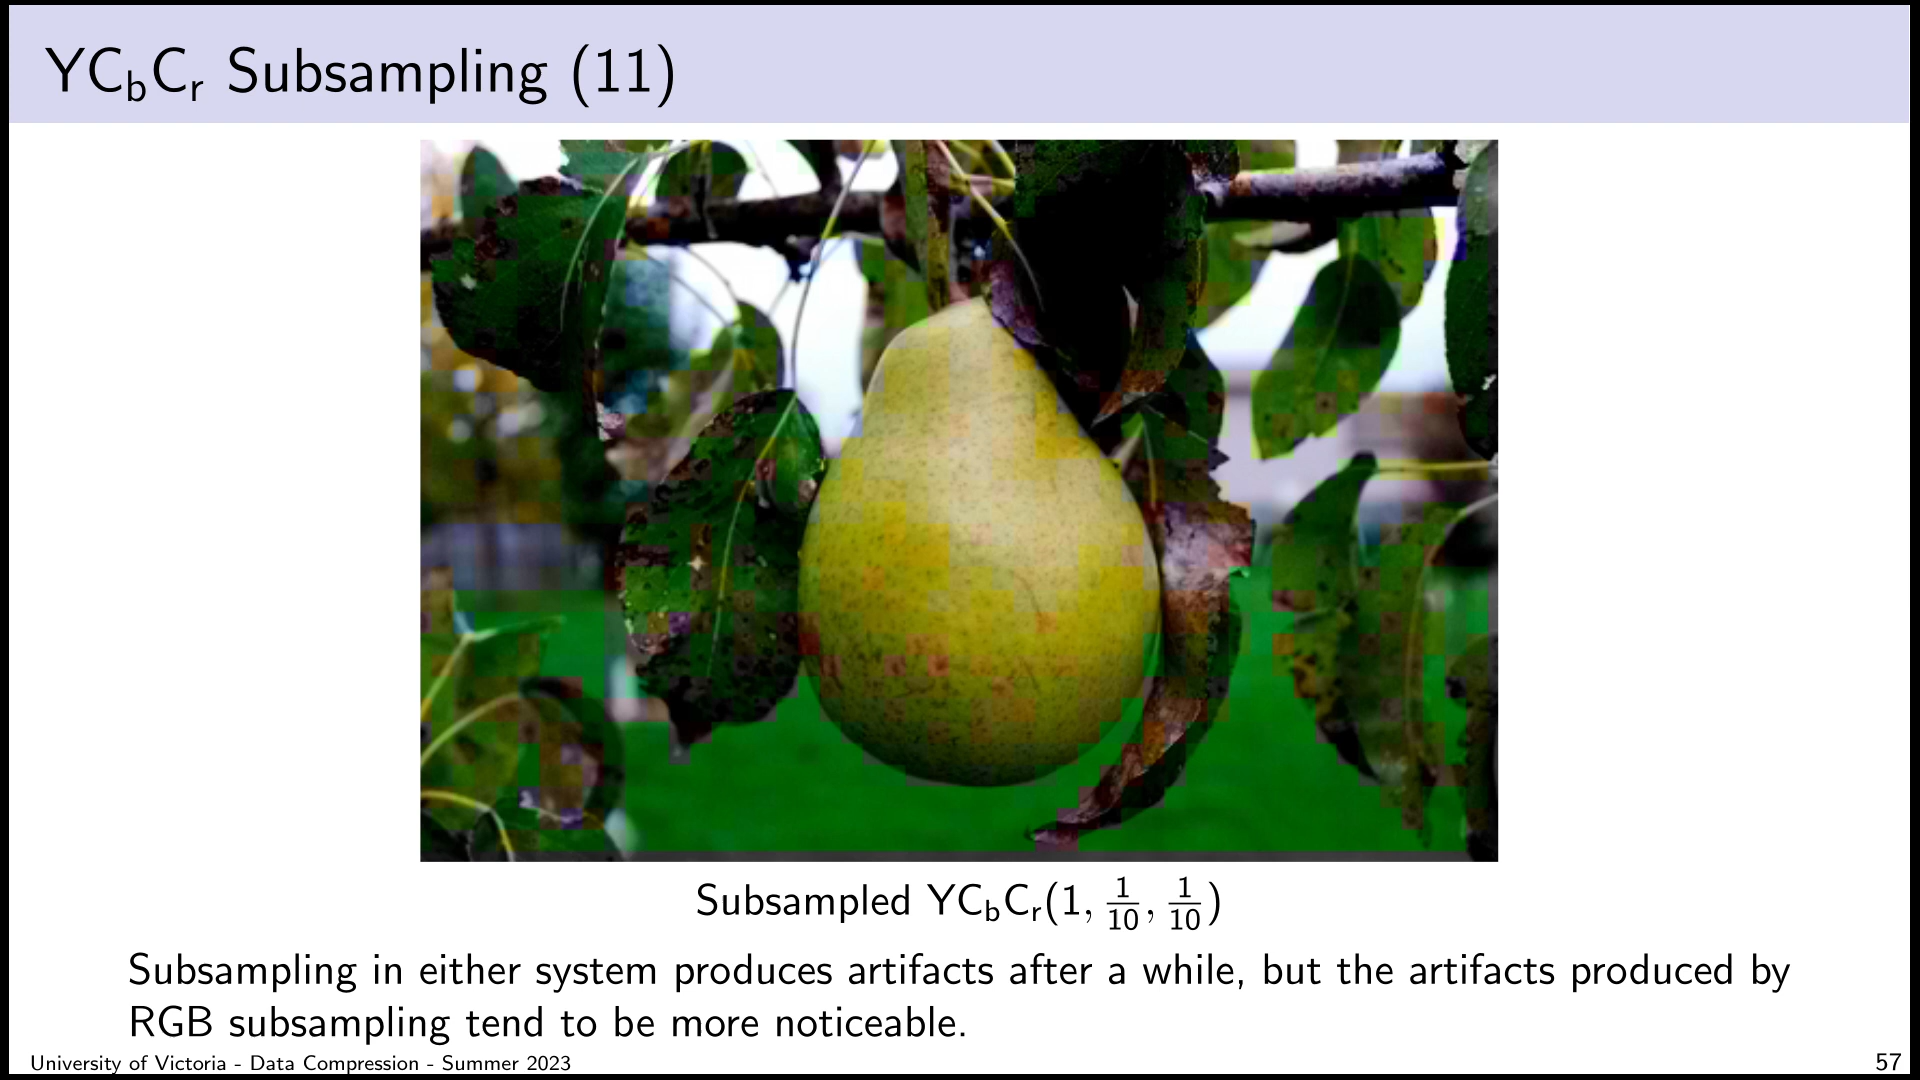 YCbCr Subsampling (11)
Subsampled YCbCr(1, 1/10, 1/10)
Subsampling in either system produces artifacts after a while, but the artifacts produced by
RGB subsampling tend to be more noticeable.
University of Victoria - Data Compression - Summer 2023
57